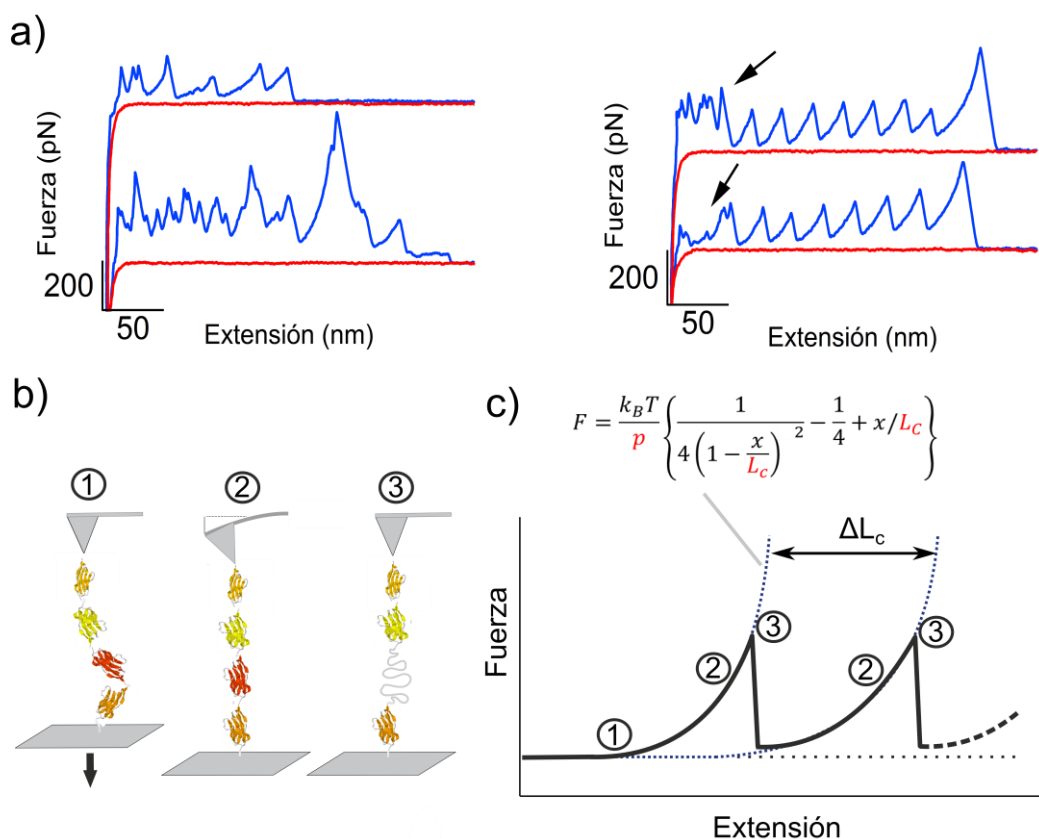 a)
Fuerza (pN)
200
50
Extensión (nm)
Fuerza (pN)
200
50
Extensión (nm)
b)
1
2
3
c)
F = k_B T / p { 1 / 4 (1 − x / L_c)² − 1/4 + x/L_C }
ΔL_c
Fuerza
1
2
3
2
3
Extensión